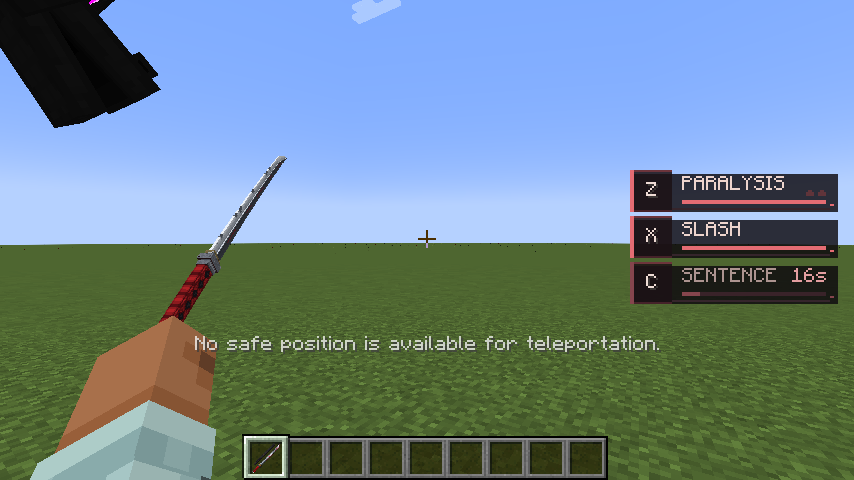 Z PARALYSIS
X SLASH
C SENTENCE 16s
No safe position is available for teleportation.